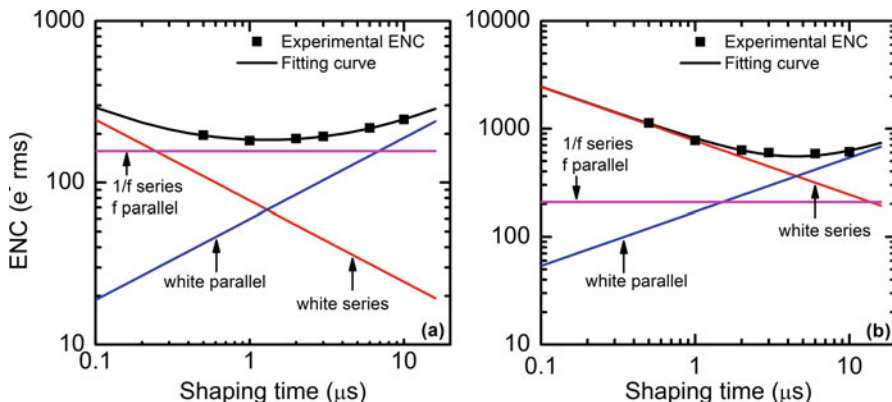 1000
100
10
ENC (e⁻ rms)
Experimental ENC
Fitting curve
1/f series
f parallel
white parallel
white series
(a)
0.1
1
10
Shaping time (μs)
10000
1000
100
10
Experimental ENC
Fitting curve
1/f series
f parallel
white series
white parallel
(b)
0.1
1
10
Shaping time (μs)